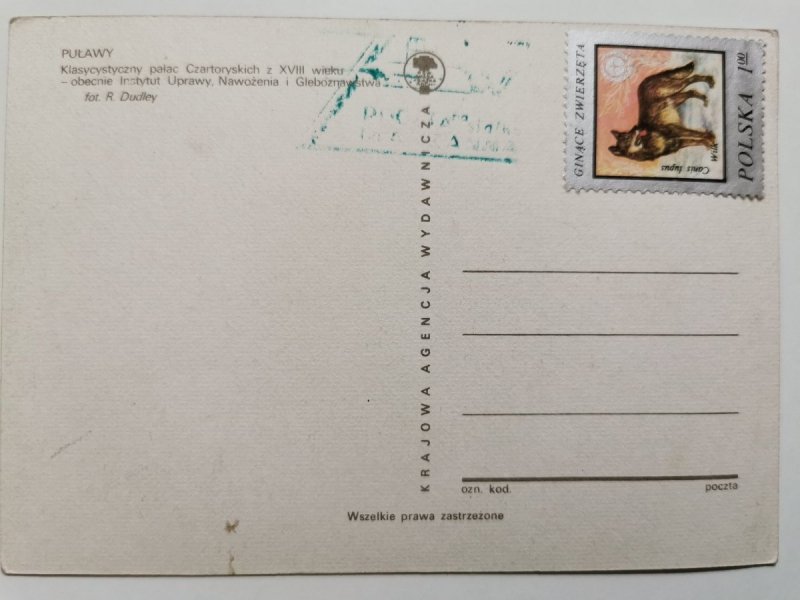 PUŁAWY
Klasycystyczny pałac Czartoryskich z XVIII wieku
– obecnie Instytut Uprawy, Nawożenia i Gleboznawstwa
fot. R. Dudley
KRAJOWA AGENCJA WYDAWNICZA
GINĄCE ZWIERZĘTA
Canis lupus
POLSKA 1,00
ozn. kod.
poczta
Wszelkie prawa zastrzeżone